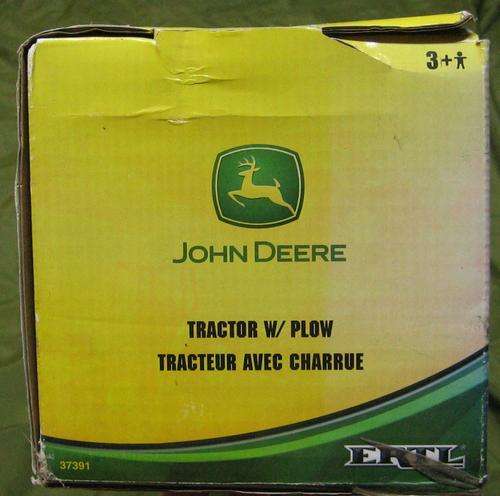 3+
JOHN DEERE
TRACTOR W/ PLOW
TRACTEUR AVEC CHARRUE
37391
ERTL